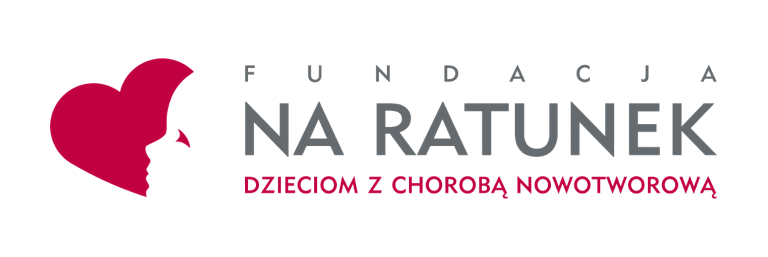 FUNDACJA
NA RATUNEK
DZIECIOM Z CHOROBĄ NOWOTWOROWĄ